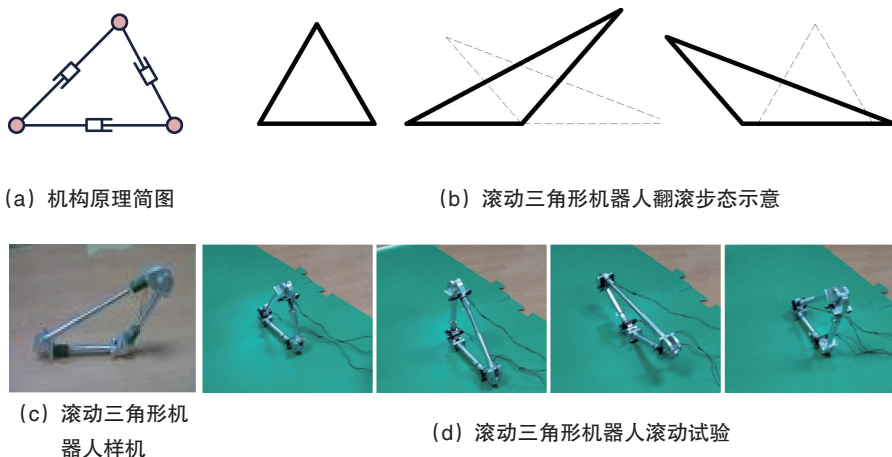 (a) 机构原理简图
(b) 滚动三角形机器人翻滚步态示意
(c) 滚动三角形机
器人样机
(d) 滚动三角形机器人滚动试验